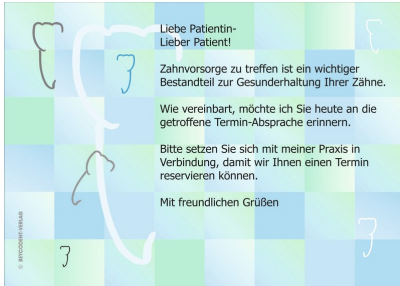 Liebe Patientin-
Lieber Patient!
Zahnvorsorge zu treffen ist ein wichtiger
Bestandteil zur Gesunderhaltung Ihrer Zähne.
Wie vereinbart, möchte ich Sie heute an die
getroffene Termin-Absprache erinnern.
Bitte setzen Sie sich mit meiner Praxis in
Verbindung, damit wir Ihnen einen Termin
reservieren können.
Mit freundlichen Grüßen
© BEYCODENT-VERLAG